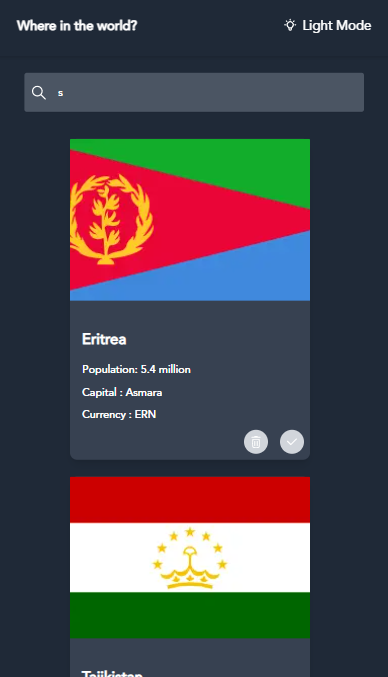 Where in the world?
Light Mode
s
Eritrea
Population: 5.4 million
Capital : Asmara
Currency : ERN
Tajikistan